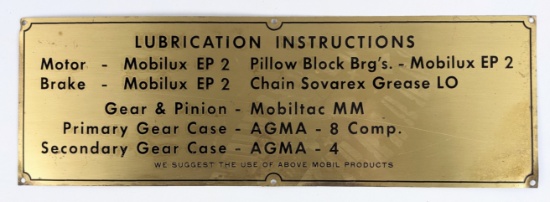 LUBRICATION INSTRUCTIONS
Motor - Mobilux EP 2 Pillow Block Brg's. - Mobilux EP 2
Brake - Mobilux EP 2 Chain Sovarex Grease LO
Gear & Pinion - Mobiltac MM
Primary Gear Case - AGMA - 8 Comp.
Secondary Gear Case - AGMA - 4
WE SUGGEST THE USE OF ABOVE MOBIL PRODUCTS